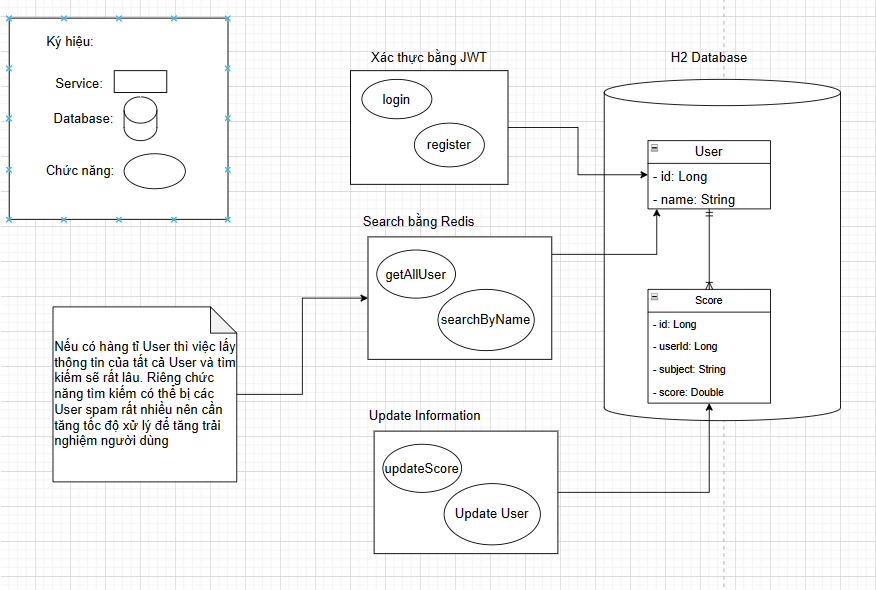 Ký hiệu:
Service:
Database:
Chức năng:
Xác thực bằng JWT
login
register
H2 Database
User
- id: Long
- name: String
Search bằng Redis
getAllUser
searchByName
Score
- id: Long
- userId: Long
- subject: String
- score: Double
Nếu có hàng tỉ User thì việc lấy
thông tin của tất cả User và tìm
kiếm sẽ rất lâu. Riêng chức
năng tìm kiếm có thể bị các
User spam rất nhiều nên cần
tăng tốc độ xử lý để tăng trải
nghiệm người dùng
Update Information
updateScore
Update User